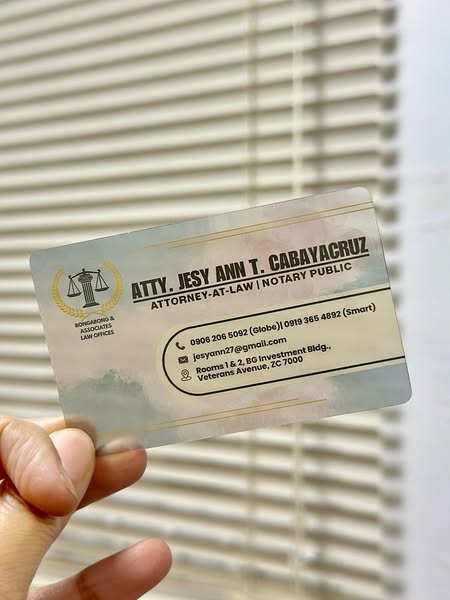 ATTY. JESY ANN T. CABAYACRUZ
ATTORNEY-AT-LAW | NOTARY PUBLIC
BONGABONG &
ASSOCIATES
LAW OFFICES
0906 206 5092 (Globe)| 0919 365 4892 (Smart)
jesyann27@gmail.com
Rooms 1 & 2, BG Investment Bldg.,
Veterans Avenue, ZC 7000